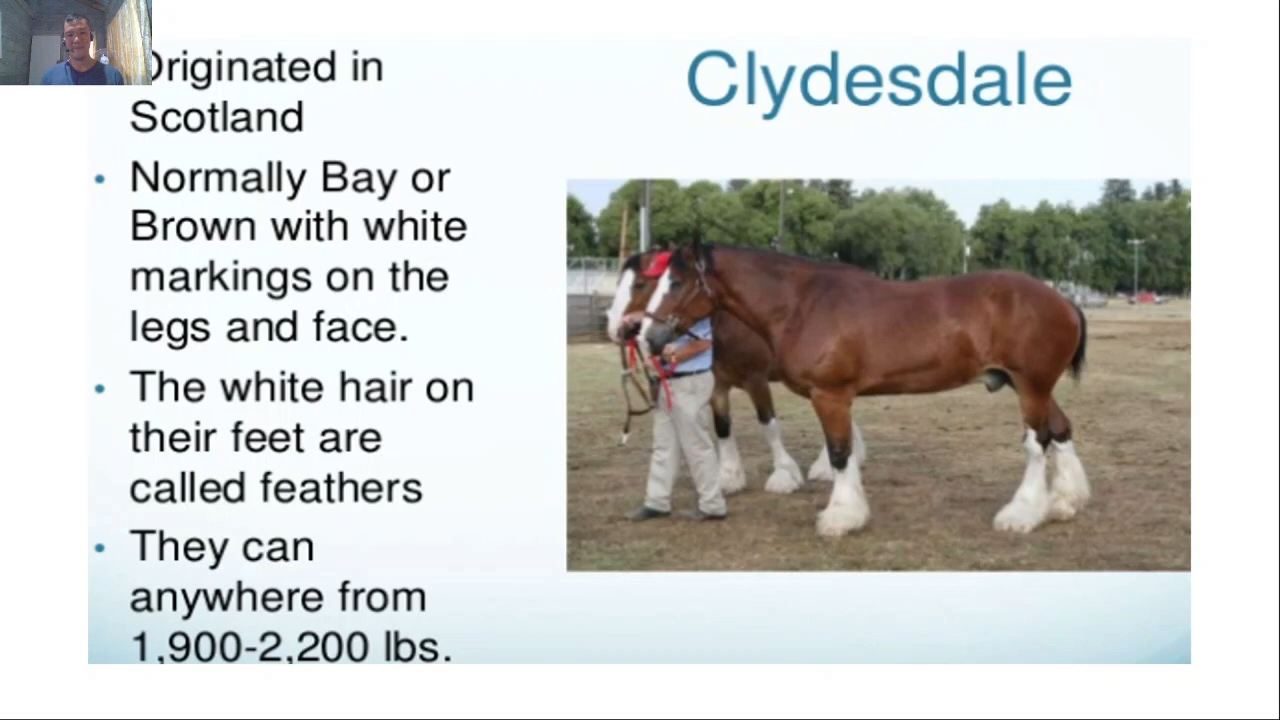 Clydesdale
Originated in
Scotland
Normally Bay or
Brown with white
markings on the
legs and face.
The white hair on
their feet are
called feathers
They can
anywhere from
1,900-2,200 lbs.